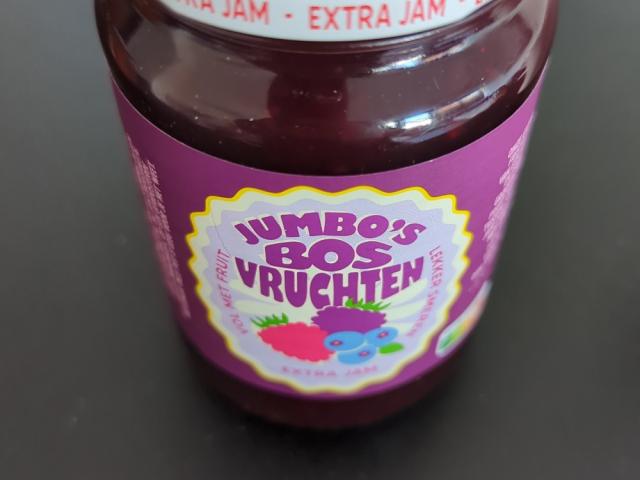 EXTRA JAM - EXTRA JAM -
JUMBO'S
BOS
VRUCHTEN
VOL MET FRUIT
LEKKER SMEREN
EXTRA JAM